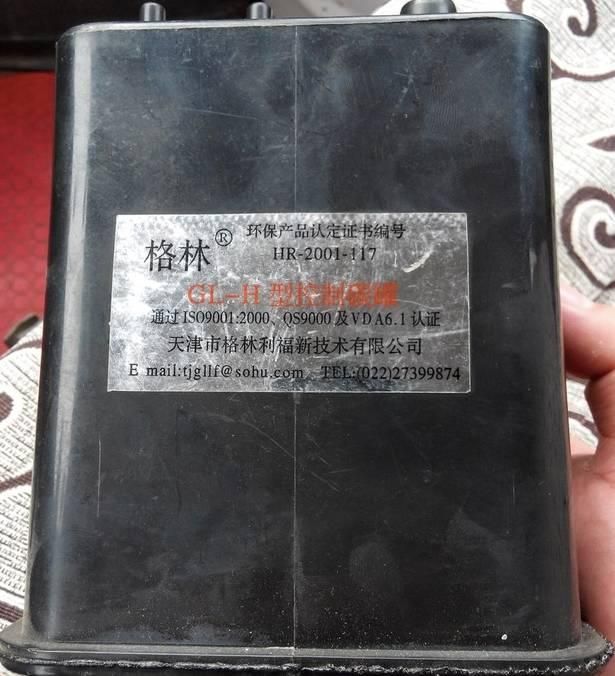 格林® 环保产品认定证书编号
HR-2001-117
GL-H 型控制碳罐
通过ISO9001:2000、QS9000及VDA6.1认证
天津市格林利福新技术有限公司
E mail:tjgllf@sohu.com TEL:(022)27399874